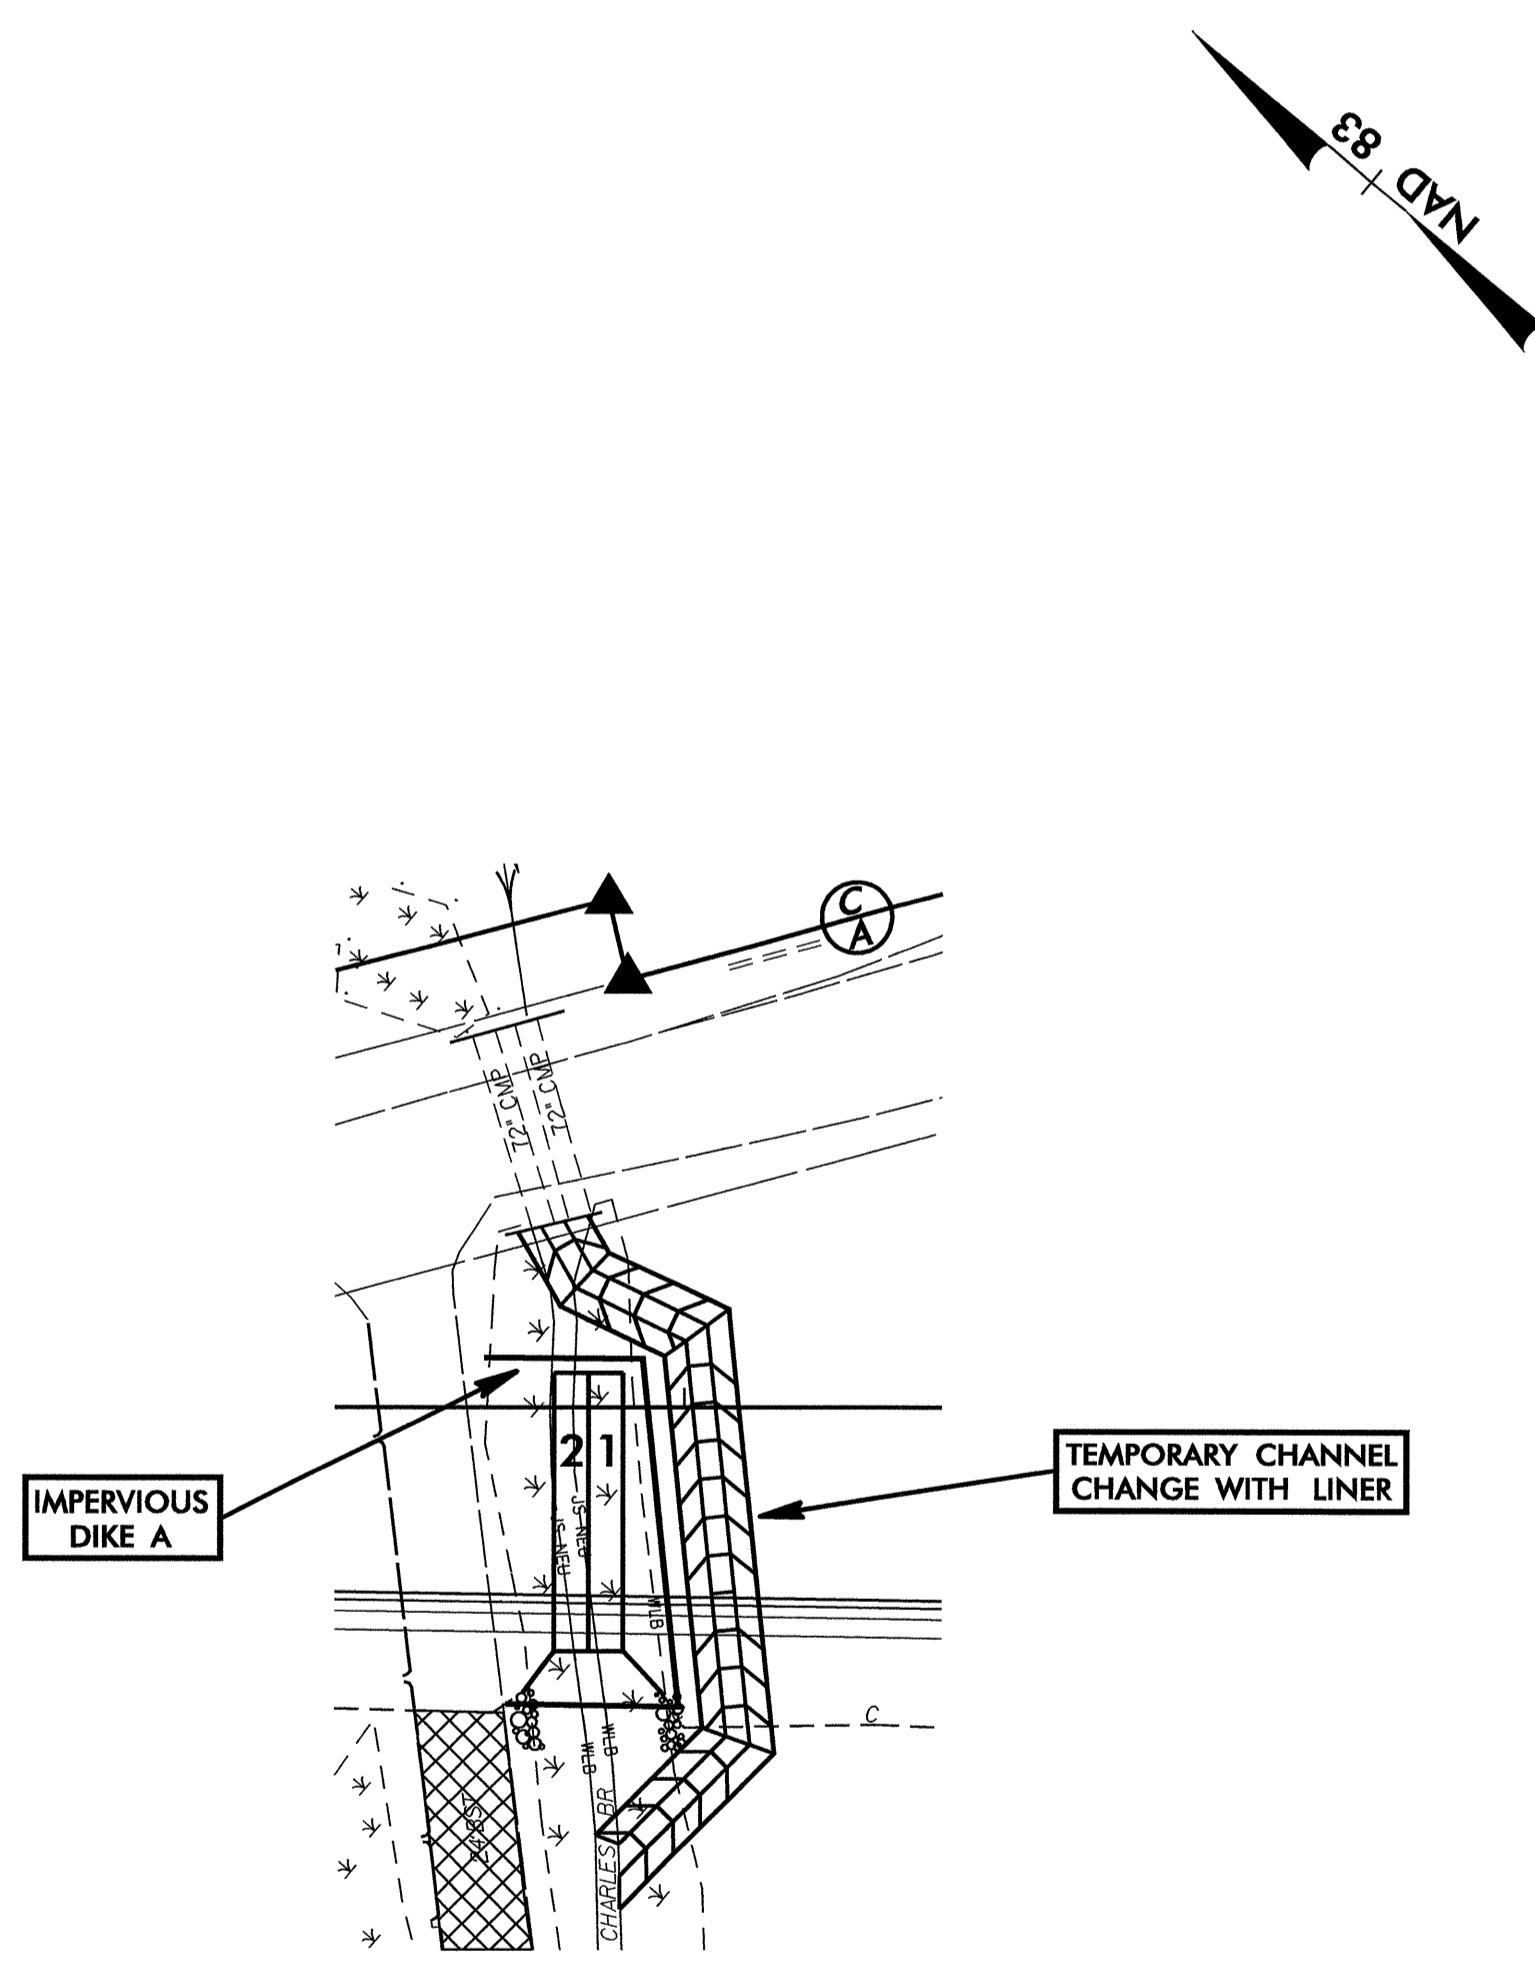 NAD 83
C
A
72" CMP
72" CMP
IMPERVIOUS
DIKE A
2 1
TEMPORARY CHANNEL
CHANGE WITH LINER
JS NEU
JS NEU
WLB
C
WLB
WLB
24'BST
CHARLES BR